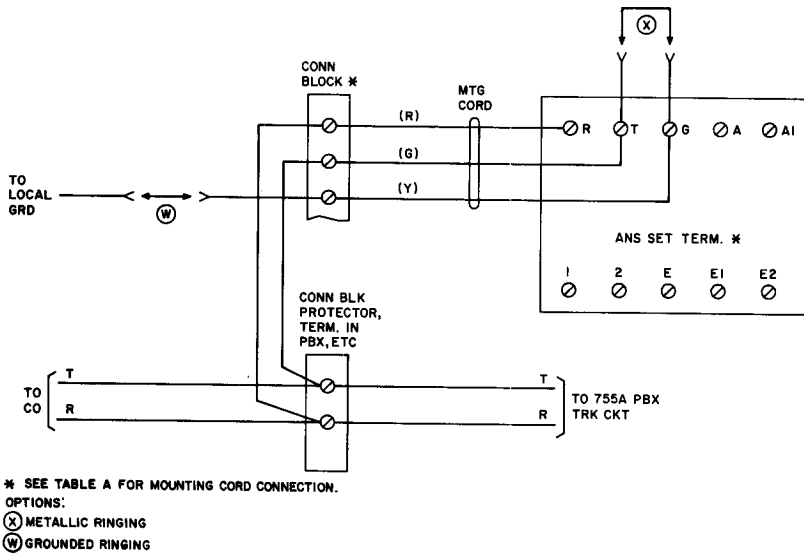 X
CONN
BLOCK *
MTG
CORD
(R)
R T G A A1
(G)
TO
LOCAL
GRD
W
(Y)
ANS SET TERM. *
1 2 E E1 E2
CONN BLK
PROTECTOR,
TERM. IN
PBX, ETC
TO
CO
T
R
T
R
TO 755A PBX
TRK CKT
* SEE TABLE A FOR MOUNTING CORD CONNECTION.
OPTIONS:
X METALLIC RINGING
W GROUNDED RINGING